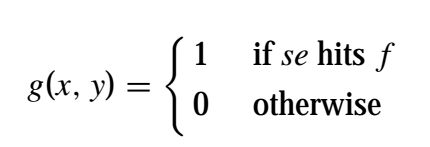 g(x, y) = { 1 if se hits f
0 otherwise